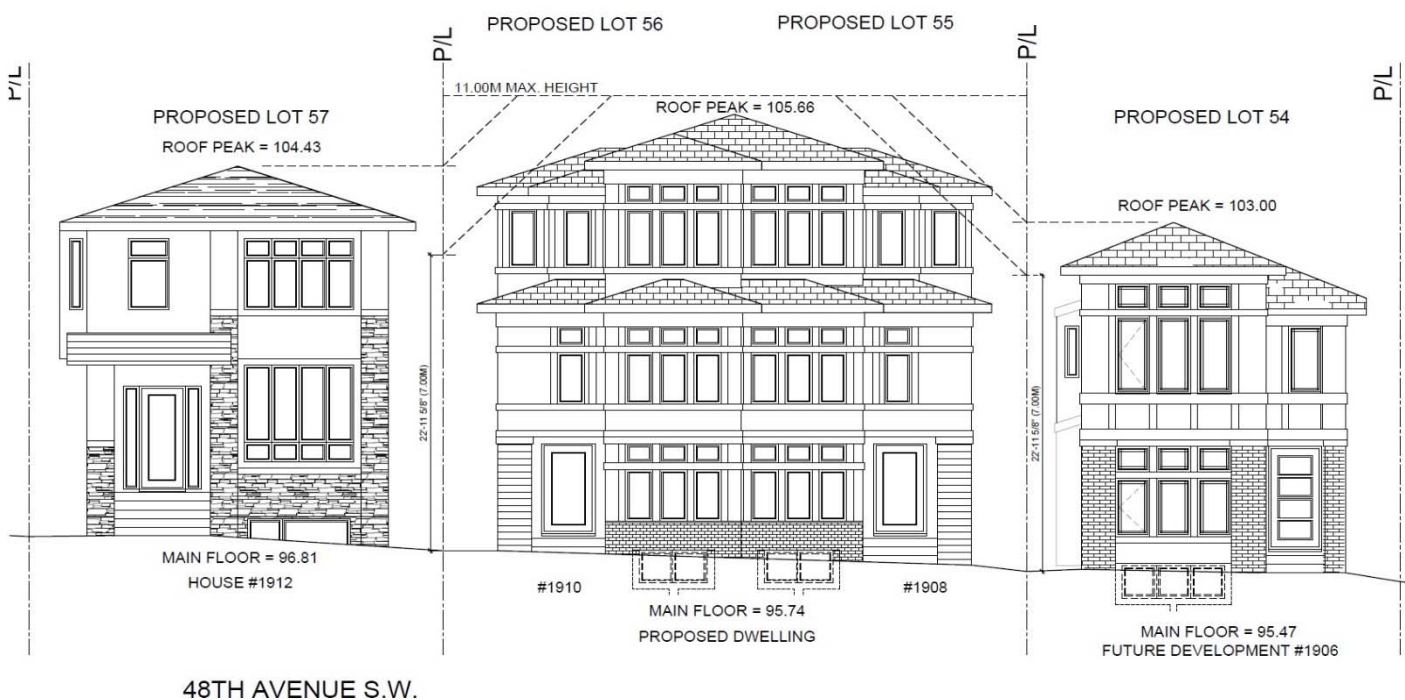 PROPOSED LOT 56
PROPOSED LOT 55
P/L
P/L
P/L
P/L
11.00M MAX. HEIGHT
PROPOSED LOT 57
ROOF PEAK = 104.43
ROOF PEAK = 105.66
PROPOSED LOT 54
ROOF PEAK = 103.00
22'-11 5/8" (7.00M)
22'-11 5/8" (7.00M)
MAIN FLOOR = 96.81
HOUSE #1912
#1910
#1908
MAIN FLOOR = 95.74
PROPOSED DWELLING
MAIN FLOOR = 95.47
FUTURE DEVELOPMENT #1906
48TH AVENUE S.W.